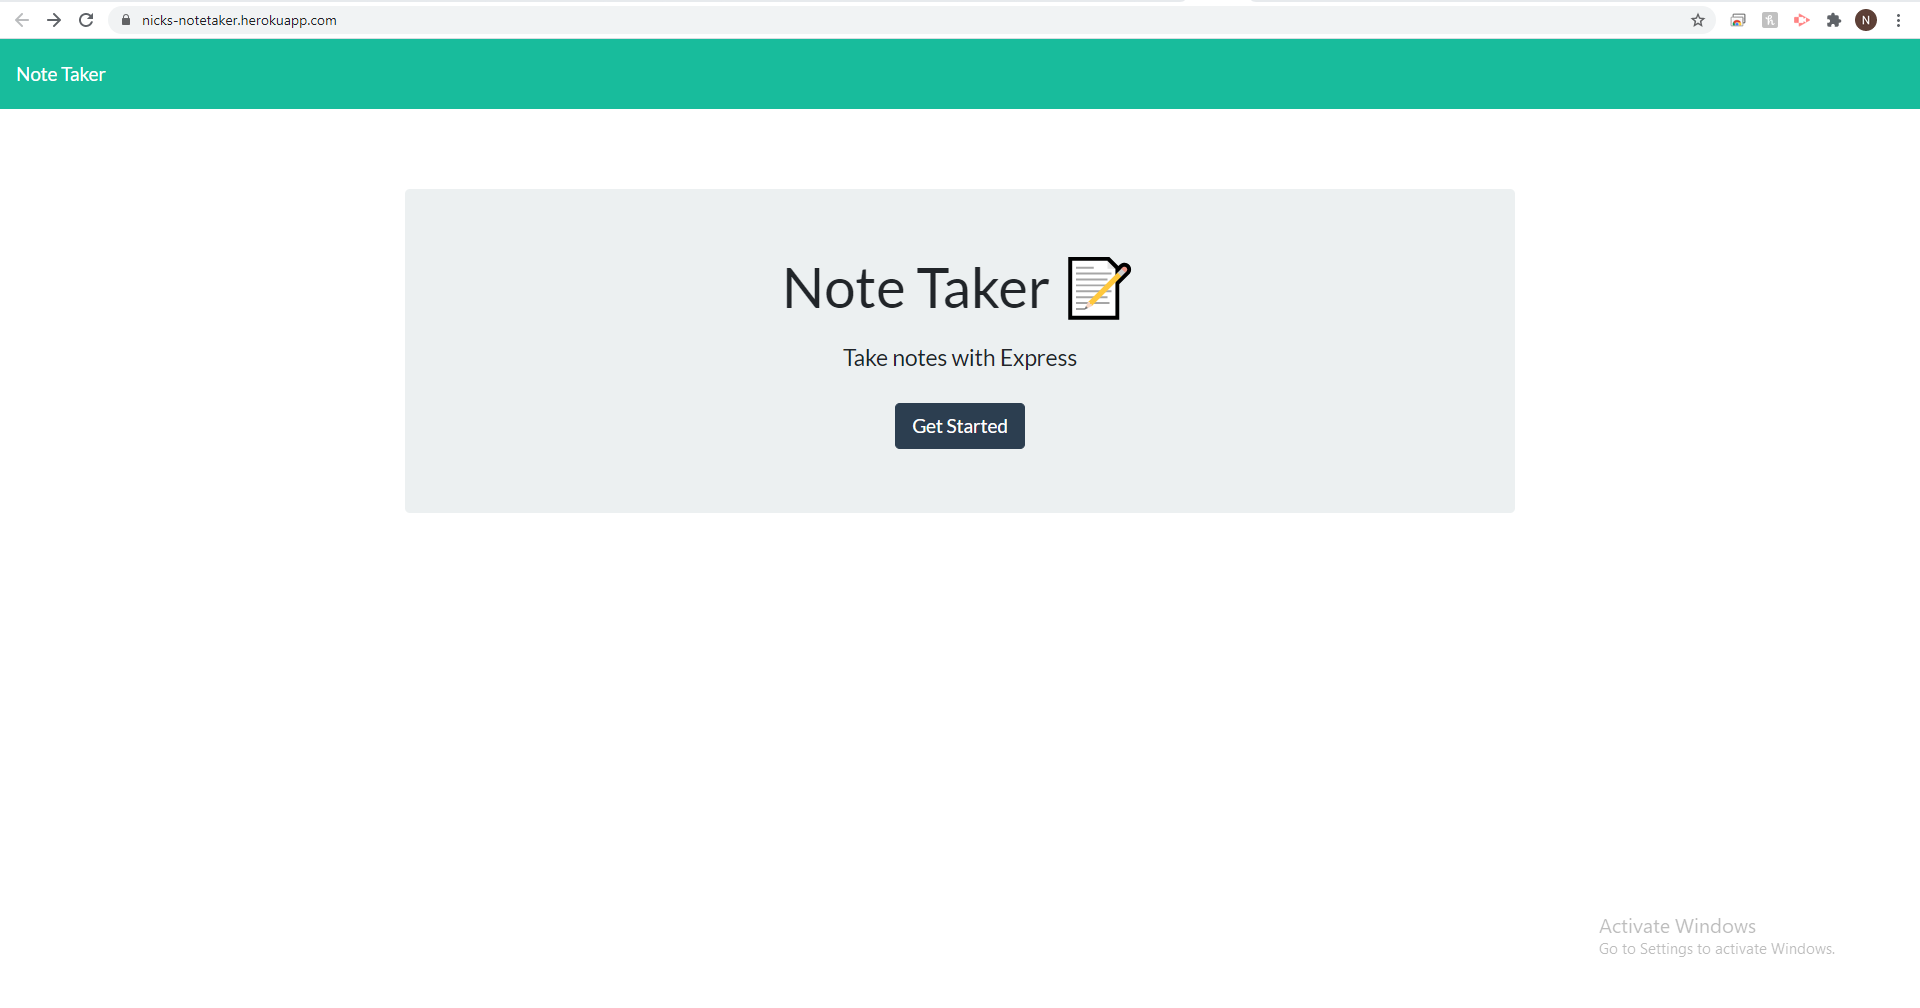 nicks-notetaker.herokuapp.com
N
Note Taker
Note Taker
Take notes with Express
Get Started
Activate Windows
Go to Settings to activate Windows.